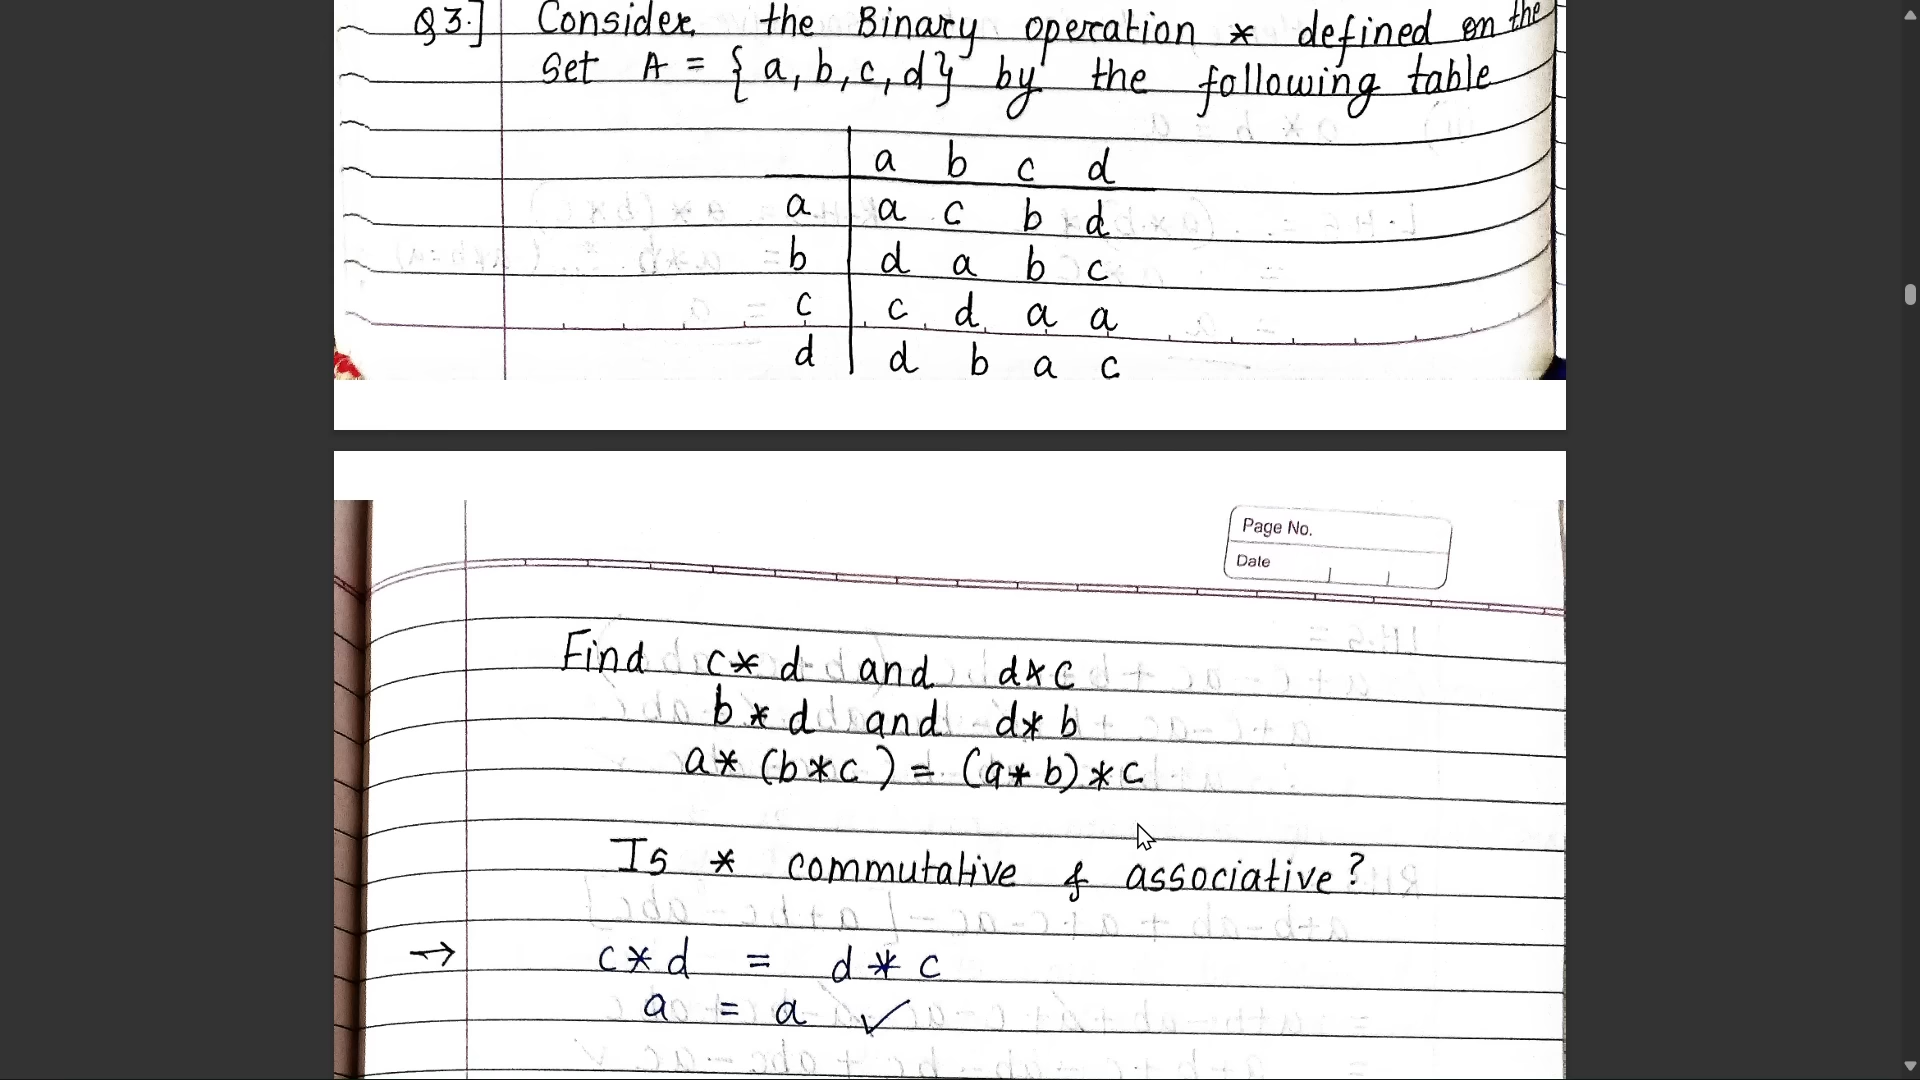 Q3.] Consider the Binary operation * defined on the
Set A = { a, b, c, d } by the following table
a b c d
a a c b d
b d a b c
c c d a a
d d b a c
Page No.
Date
Find c * d and d * c
b * d and d * b
a * (b * c) = (a * b) * c
Is * commutative & associative?
→ c * d = d * c
a = a ✓